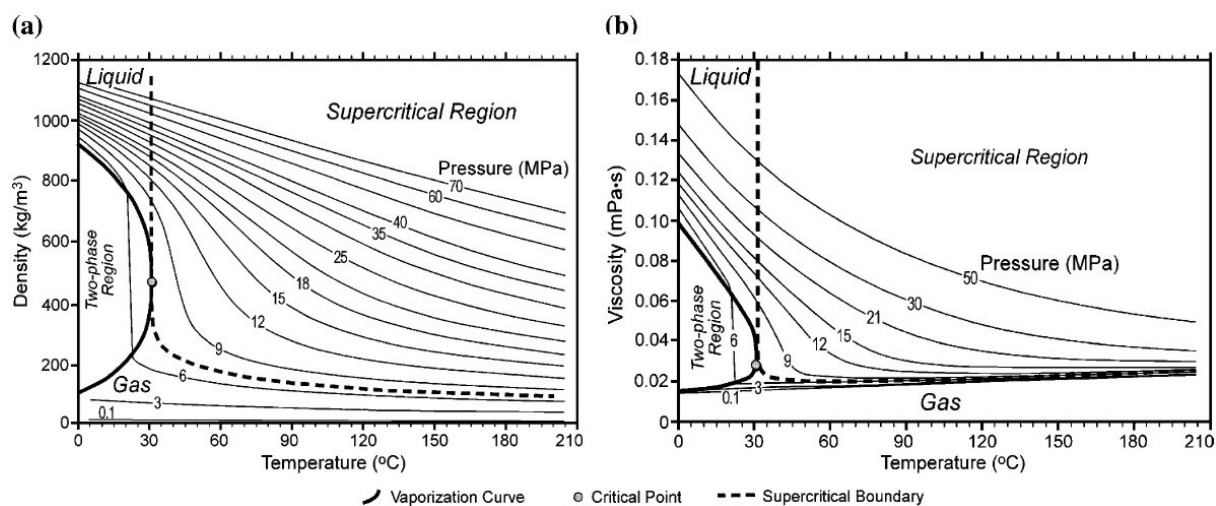 (a)
Density (kg/m³)
1200
1000
800
600
400
200
0
Liquid
Supercritical Region
Pressure (MPa)
70
60
40
35
25
18
15
12
9
6
3
0.1
Two-phase
Region
Gas
0 30 60 90 120 150 180 210
Temperature (°C)
(b)
Viscosity (mPa•s)
0.18
0.16
0.14
0.12
0.10
0.08
0.06
0.04
0.02
0
Liquid
Supercritical Region
Pressure (MPa)
50
30
21
15
12
9
6
3
0.1
Two-phase
Region
Gas
0 30 60 90 120 150 180 210
Temperature (°C)
Vaporization Curve Critical Point Supercritical Boundary